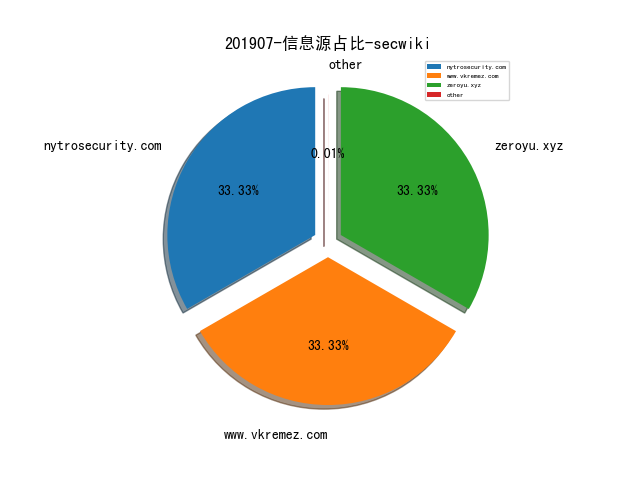 201907-信息源占比-secwiki
other
nytrosecurity.com
www.vkremez.com
zeroyu.xyz
other
nytrosecurity.com
zeroyu.xyz
0.01%
33.33%
33.33%
33.33%
www.vkremez.com